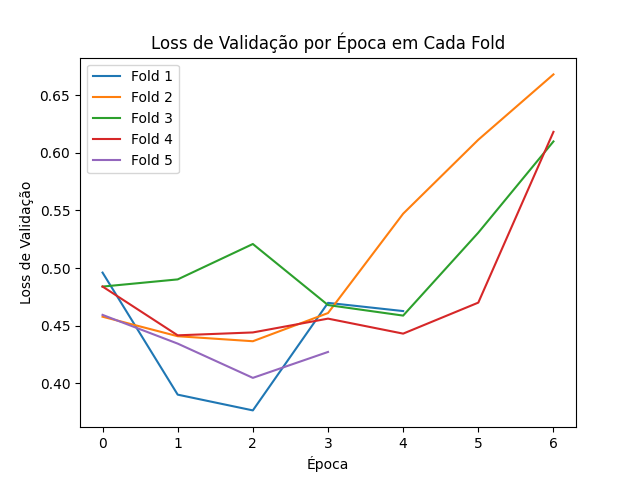 Loss de Validação por Época em Cada Fold
Fold 1
Fold 2
Fold 3
Fold 4
Fold 5
Loss de Validação
0.65
0.60
0.55
0.50
0.45
0.40
0 1 2 3 4 5 6
Época